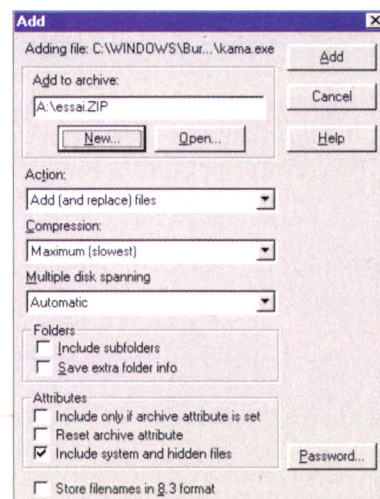 Add
Adding file: C:\WINDOWS\Bur...\kama.exe
Add
Add to archive:
A:\essai.ZIP
Cancel
New...
Open...
Help
Action:
Add (and replace) files
Compression:
Maximum (slowest)
Multiple disk spanning
Automatic
Folders
Include subfolders
Save extra folder info
Attributes
Include only if archive attribute is set
Reset archive attribute
Include system and hidden files
Password...
Store filenames in 8.3 format